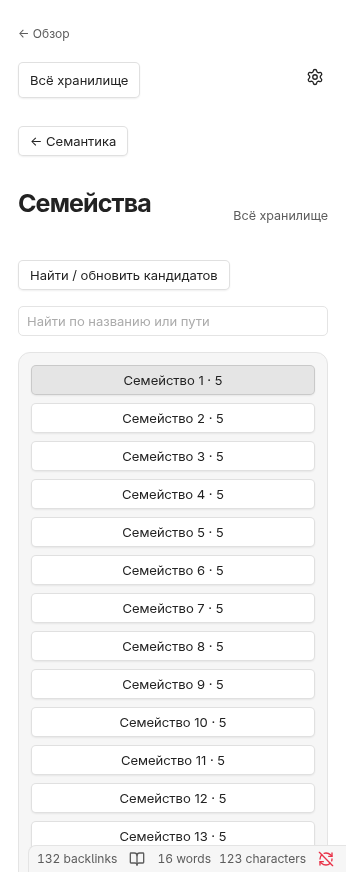 ← Обзор
Всё хранилище
← Семантика
Семейства
Всё хранилище
Найти / обновить кандидатов
Найти по названию или пути
Семейство 1 · 5
Семейство 2 · 5
Семейство 3 · 5
Семейство 4 · 5
Семейство 5 · 5
Семейство 6 · 5
Семейство 7 · 5
Семейство 8 · 5
Семейство 9 · 5
Семейство 10 · 5
Семейство 11 · 5
Семейство 12 · 5
Семейство 13 · 5
132 backlinks 16 words 123 characters